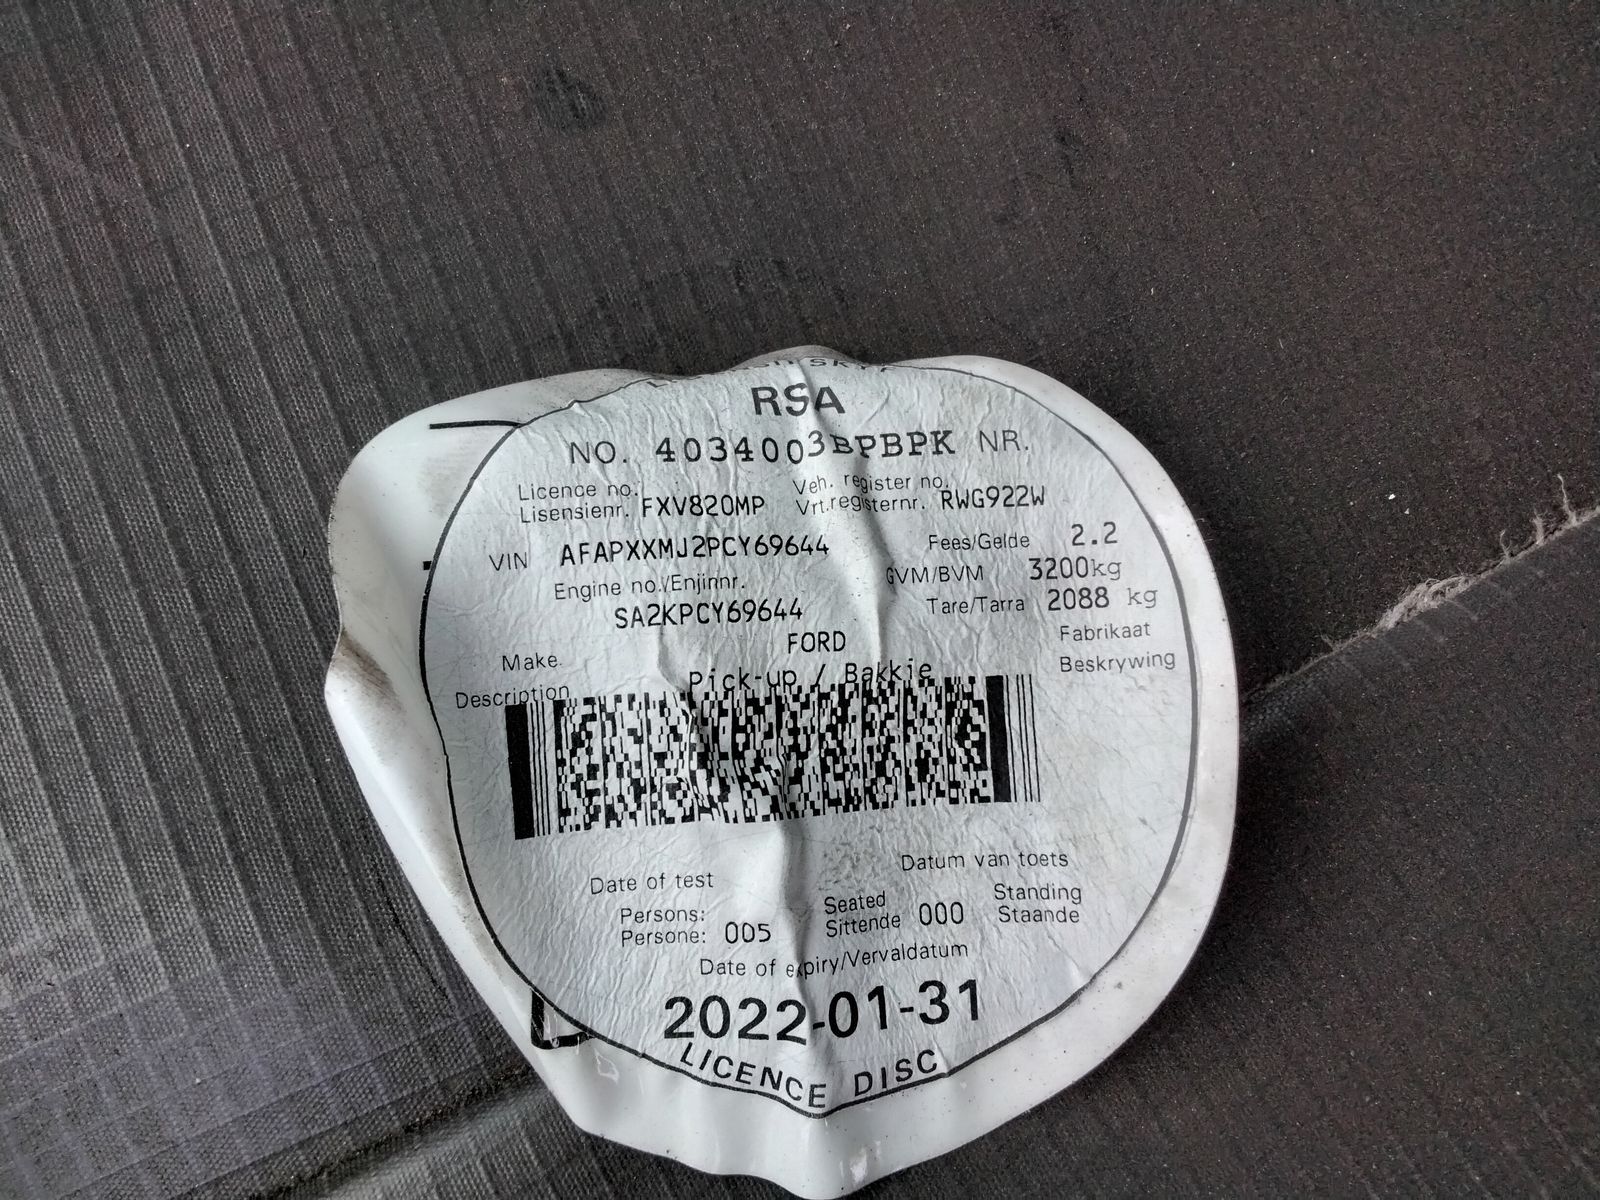 RSA
NO. 4034003BPBPK NR.
Licence no. Veh. register no.
Lisensienr. FXV820MP Vrt.registernr. RWG922W
VIN AFAPXXMJ2PCY69644 Fees/Gelde 2.2
Engine no./Enjinnr. GVM/BVM 3200kg
SA2KPCY69644 Tare/Tarra 2088 kg
Make FORD Fabrikaat
Description Pick-up / Bakkie Beskrywing
Date of test Datum van toets
Persons: Seated Standing
Persone: 005 Sittende 000 Staande
Date of expiry/Vervaldatum
2022-01-31
LICENCE DISC